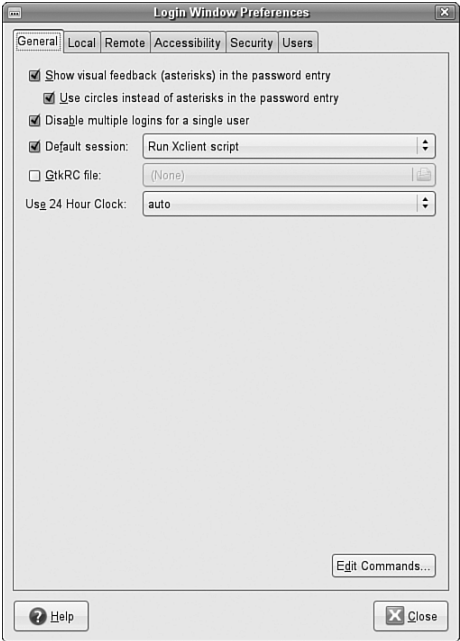 Login Window Preferences
General Local Remote Accessibility Security Users
Show visual feedback (asterisks) in the password entry
Use circles instead of asterisks in the password entry
Disable multiple logins for a single user
Default session: Run Xclient script
GtkRC file: (None)
Use 24 Hour Clock: auto
Edit Commands...
Help Close